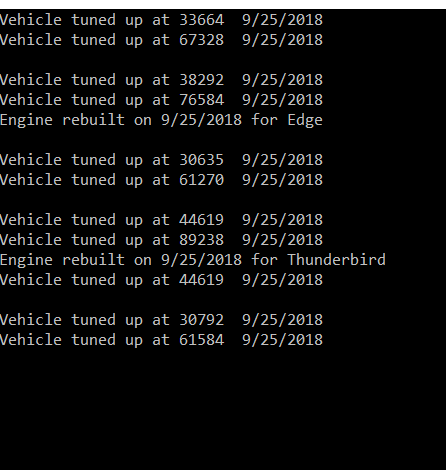 Vehicle tuned up at 33664  9/25/2018
Vehicle tuned up at 67328  9/25/2018
Vehicle tuned up at 38292  9/25/2018
Vehicle tuned up at 76584  9/25/2018
Engine rebuilt on 9/25/2018 for Edge
Vehicle tuned up at 30635  9/25/2018
Vehicle tuned up at 61270  9/25/2018
Vehicle tuned up at 44619  9/25/2018
Vehicle tuned up at 89238  9/25/2018
Engine rebuilt on 9/25/2018 for Thunderbird
Vehicle tuned up at 44619  9/25/2018
Vehicle tuned up at 30792  9/25/2018
Vehicle tuned up at 61584  9/25/2018